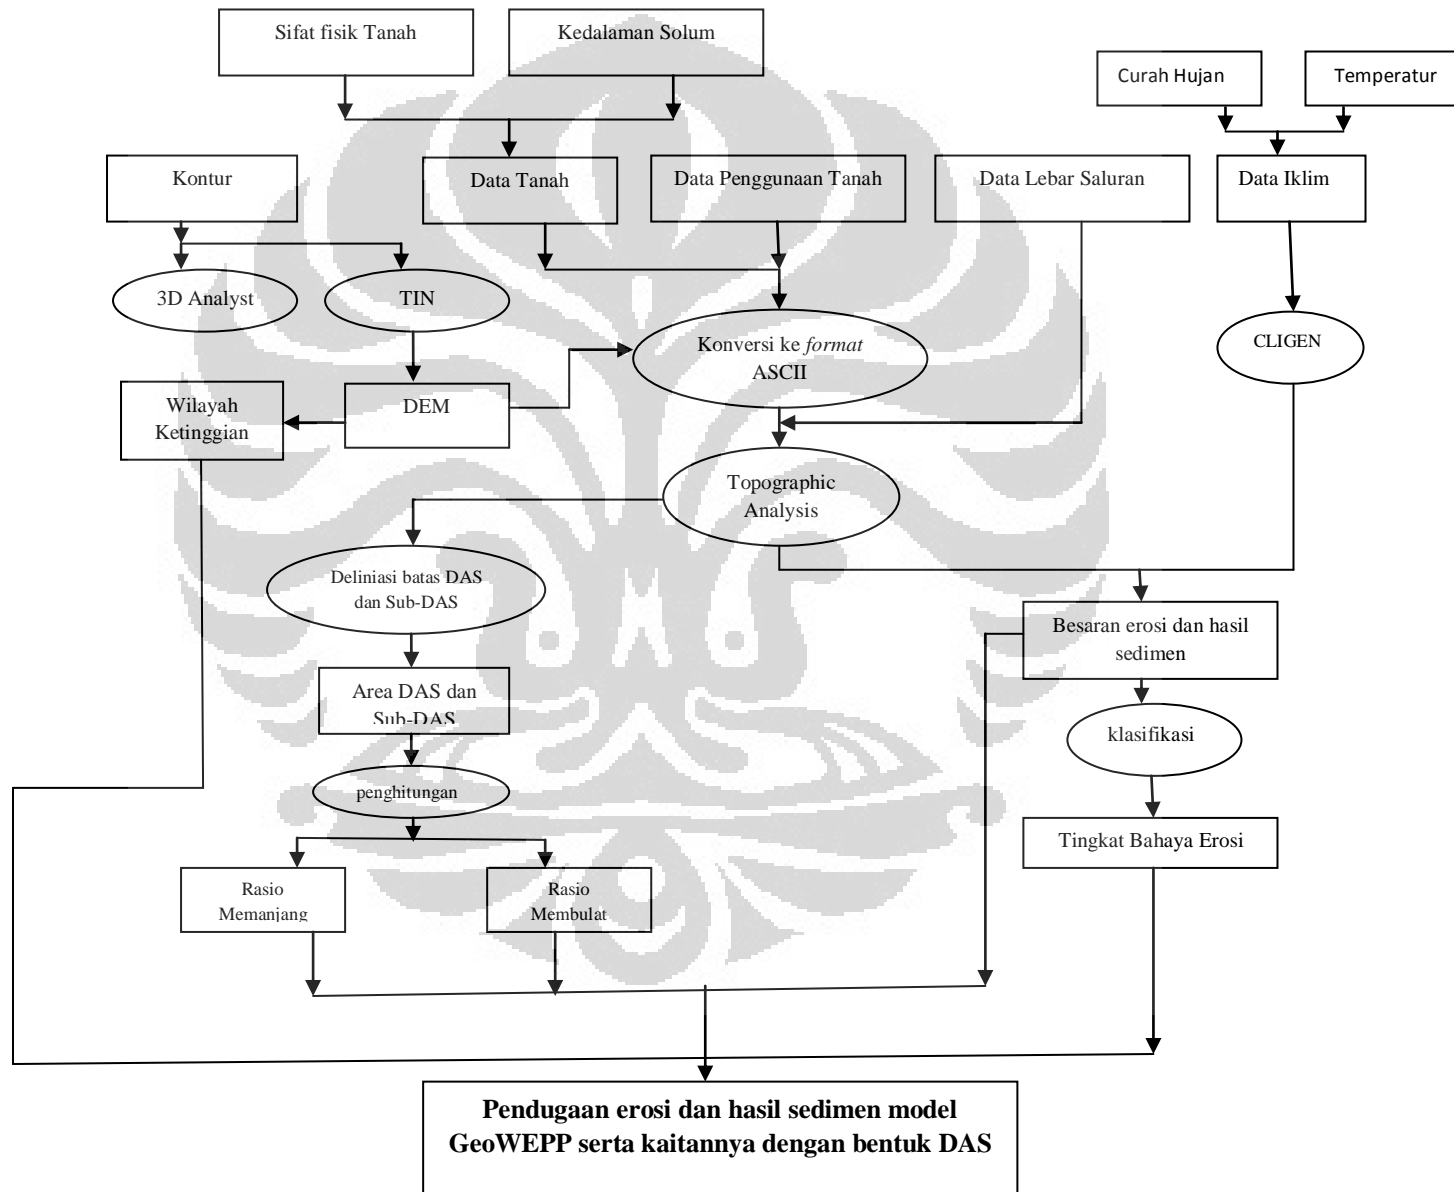 Sifat fisik Tanah
Kedalaman Solum
Curah Hujan
Temperatur
Kontur
Data Tanah
Data Penggunaan Tanah
Data Lebar Saluran
Data Iklim
3D Analyst
TIN
Konversi ke format
ASCII
CLIGEN
Wilayah
Ketinggian
DEM
Topographic
Analysis
Deliniasi batas DAS
dan Sub-DAS
Besaran erosi dan hasil
sedimen
Area DAS dan
Sub-DAS
klasifikasi
penghitungan
Tingkat Bahaya Erosi
Rasio
Memanjang
Rasio
Membulat
Pendugaan erosi dan hasil sedimen model
GeoWEPP serta kaitannya dengan bentuk DAS